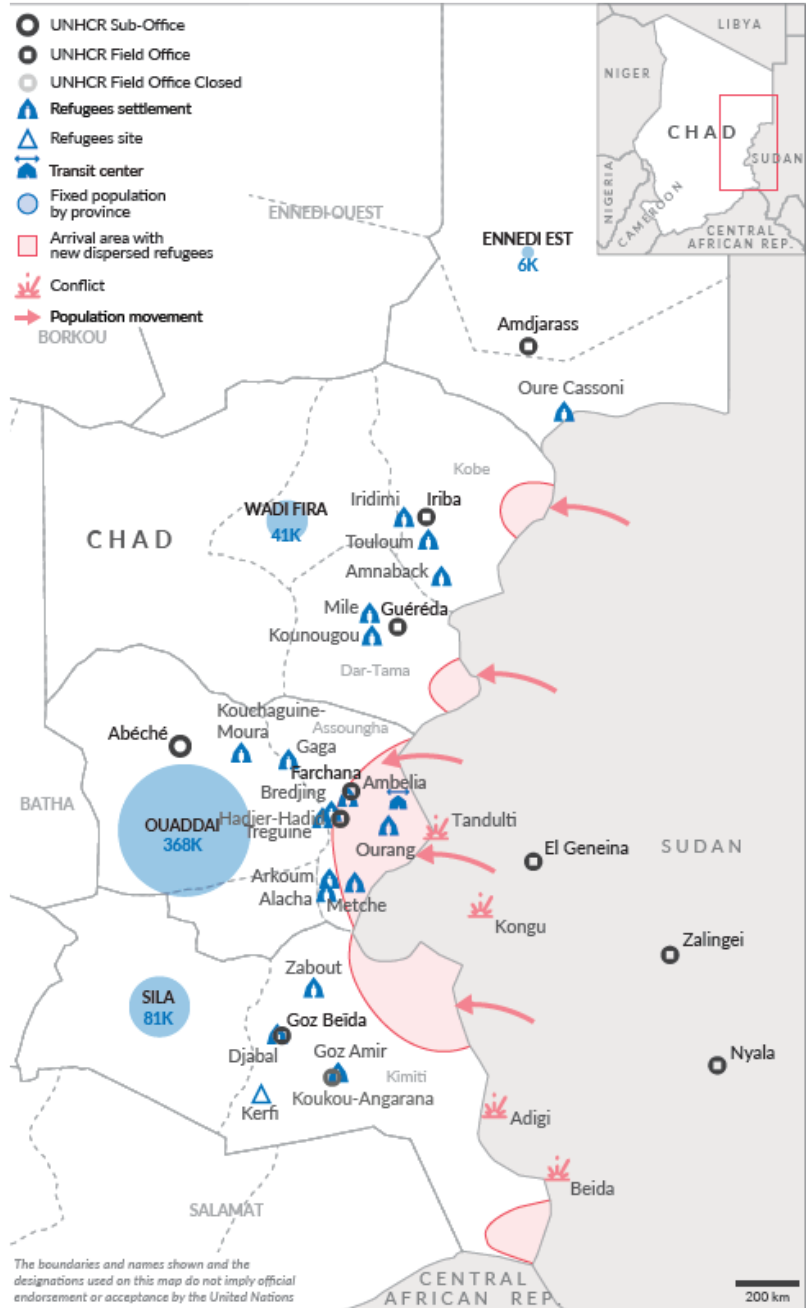 UNHCR Sub-Office
UNHCR Field Office
UNHCR Field Office Closed
Refugees settlement
Refugees site
Transit center
Fixed population
by province
Arrival area with
new dispersed refugees
Conflict
Population movement
LIBYA
NIGER
CHAD
SUDAN
NIGERIA
CAMEROON
CENTRAL
AFRICAN REP.
ENNEDI-OUEST
ENNEDI EST
6K
BORKOU
Amdjarass
Oure Cassoni
Kobe
WADI FIRA
41K
Iridimi
Iriba
CHAD
Touloum
Amnaback
Mile
Guéréda
Kounougou
Dar-Tama
Kouchaguine-
Moura
Assoungha
Abéché
Gaga
Farchana
Ambelia
Bredjing
BATHA
OUADDAI
368K
Hadjer-Hadid
Treguine
Tandulti
Ourang
El Geneina
SUDAN
Arkoum
Alacha
Metche
Kongu
Zalingei
Zabout
SILA
81K
Goz Beïda
Djabal
Goz Amir
Nyala
Kimiti
Koukou-Angarana
Kerfi
Adigi
Beida
SALAMAT
The boundaries and names shown and the
designations used on this map do not imply official
endorsement or acceptance by the United Nations
CENTRAL
AFRICAN REP.
200 km